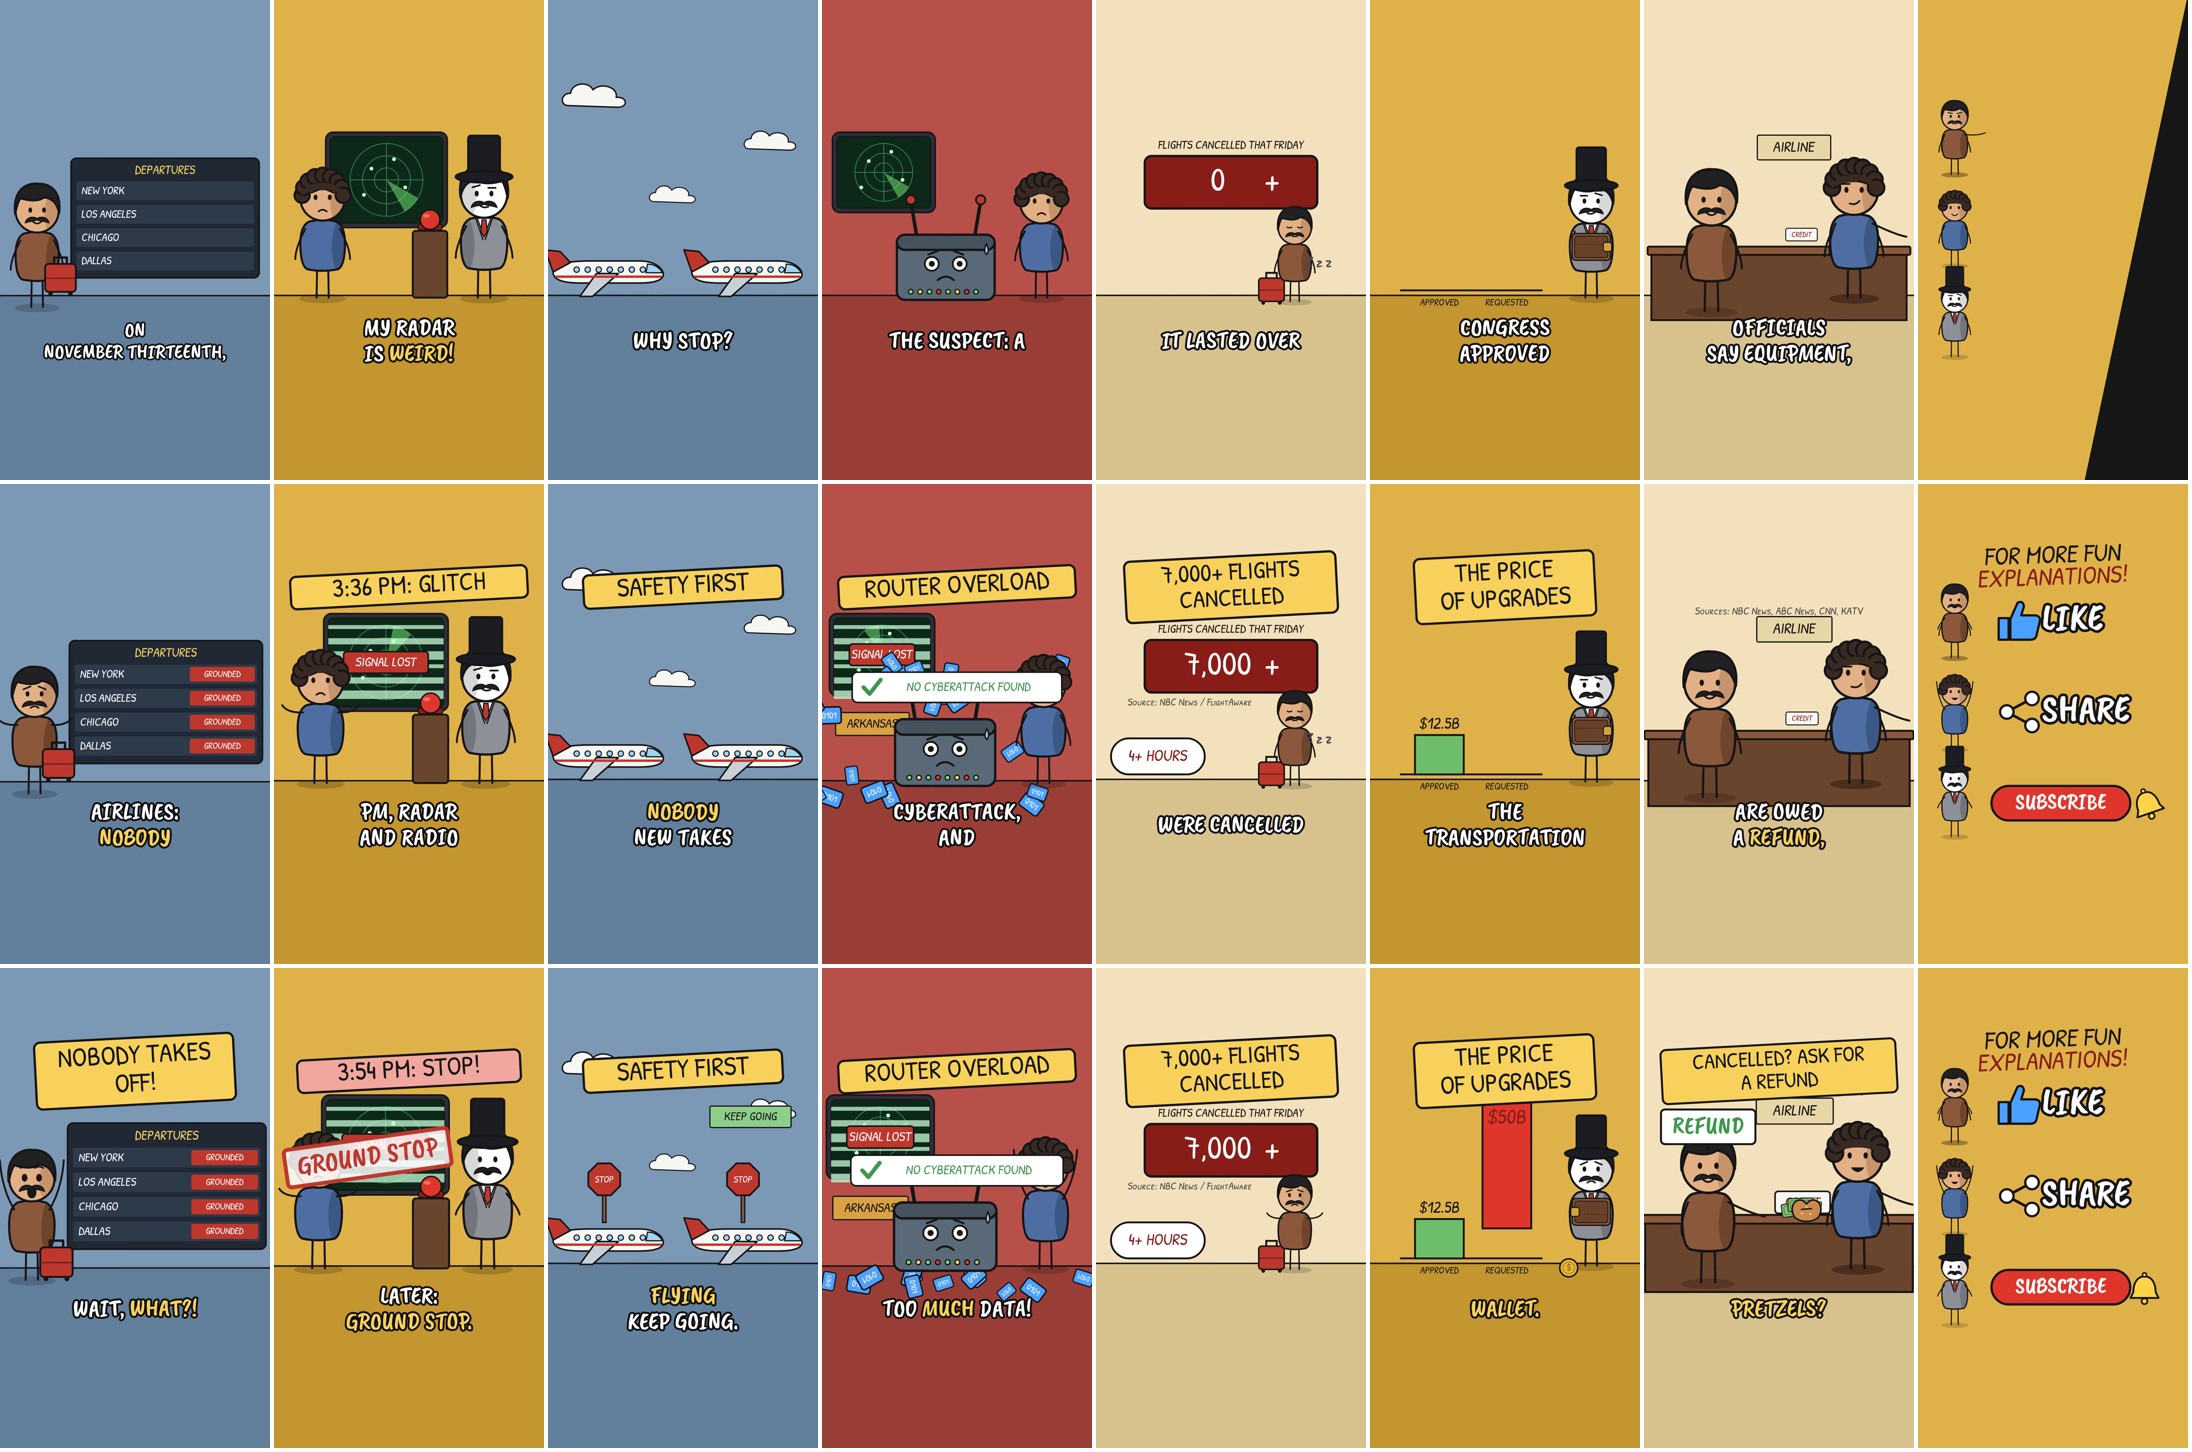 DEPARTURES
NEW YORK
LOS ANGELES
CHICAGO
DALLAS
ON
NOVEMBER THIRTEENTH,
MY RADAR
IS WEIRD!
WHY STOP?
THE SUSPECT: A
FLIGHTS CANCELLED THAT FRIDAY
0 +
Z Z
IT LASTED OVER
APPROVED REQUESTED
CONGRESS
APPROVED
AIRLINE
CREDIT
OFFICIALS
SAY EQUIPMENT,
DEPARTURES
NEW YORK GROUNDED
LOS ANGELES GROUNDED
CHICAGO GROUNDED
DALLAS GROUNDED
AIRLINES:
NOBODY
3:36 PM: GLITCH
SIGNAL LOST
PM, RADAR
AND RADIO
SAFETY FIRST
NOBODY
NEW TAKES
ROUTER OVERLOAD
SIGNAL LOST
NO CYBERATTACK FOUND
ARKANSAS
0101
CYBERATTACK,
AND
7,000+ FLIGHTS
CANCELLED
FLIGHTS CANCELLED THAT FRIDAY
7,000 +
SOURCE: NBC NEWS / FLIGHTAWARE
Z Z
4+ HOURS
WERE CANCELLED
THE PRICE
OF UPGRADES
$12.5B
APPROVED REQUESTED
THE
TRANSPORTATION
SOURCES: NBC NEWS, ABC NEWS, CNN, KATV
AIRLINE
CREDIT
ARE OWED
A REFUND,
FOR MORE FUN
EXPLANATIONS!
LIKE
SHARE
SUBSCRIBE
NOBODY TAKES
OFF!
DEPARTURES
NEW YORK GROUNDED
LOS ANGELES GROUNDED
CHICAGO GROUNDED
DALLAS GROUNDED
WAIT, WHAT?!
3:54 PM: STOP!
GROUND STOP
LATER:
GROUND STOP.
SAFETY FIRST
KEEP GOING
STOP
STOP
FLYING
KEEP GOING.
ROUTER OVERLOAD
SIGNAL LOST
NO CYBERATTACK FOUND
ARKANSAS
0101
TOO MUCH DATA!
7,000+ FLIGHTS
CANCELLED
FLIGHTS CANCELLED THAT FRIDAY
7,000 +
SOURCE: NBC NEWS / FLIGHTAWARE
4+ HOURS
THE PRICE
OF UPGRADES
$50B
$12.5B
APPROVED REQUESTED
$
WALLET.
CANCELLED? ASK FOR
A REFUND
AIRLINE
REFUND
PRETZELS?
FOR MORE FUN
EXPLANATIONS!
LIKE
SHARE
SUBSCRIBE